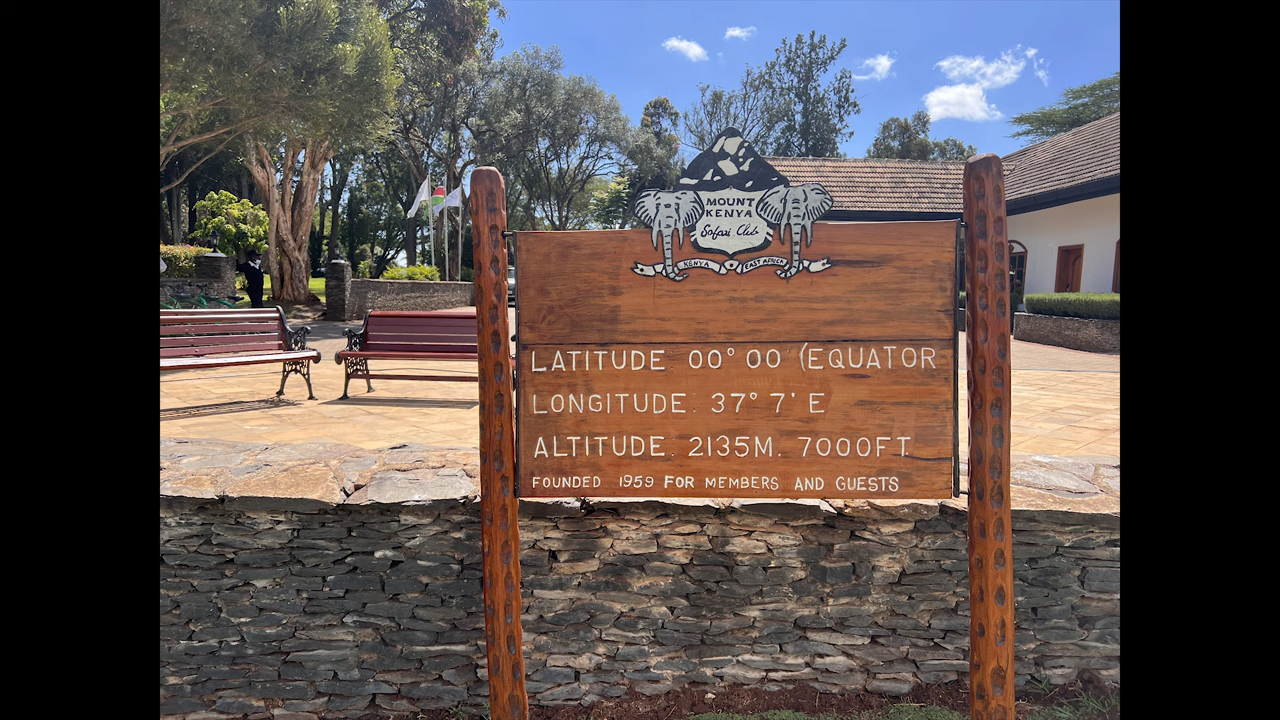 MOUNT
KENYA
Safari Club
KENYA EAST AFRICA
LATITUDE 00° 00 (EQUATOR
LONGITUDE. 37° 7' E
ALTITUDE. 2135M. 7000FT
FOUNDED 1959 FOR MEMBERS AND GUESTS